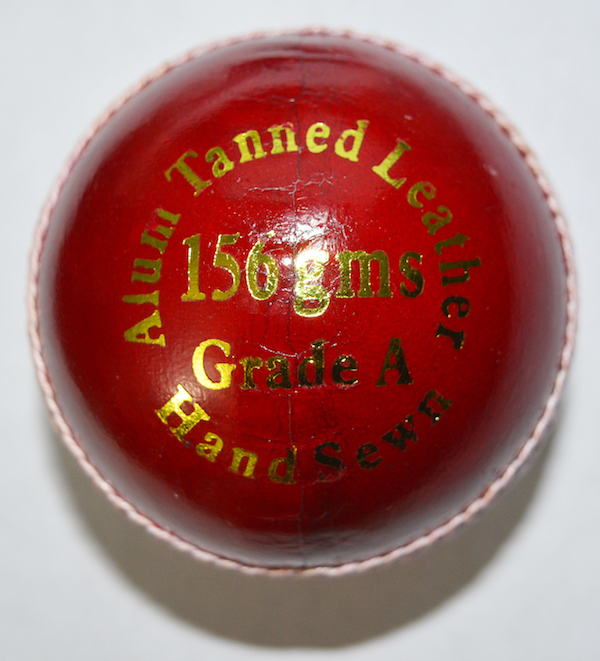 Alum Tanned Leather
156 gms
Grade A
Hand Sewn